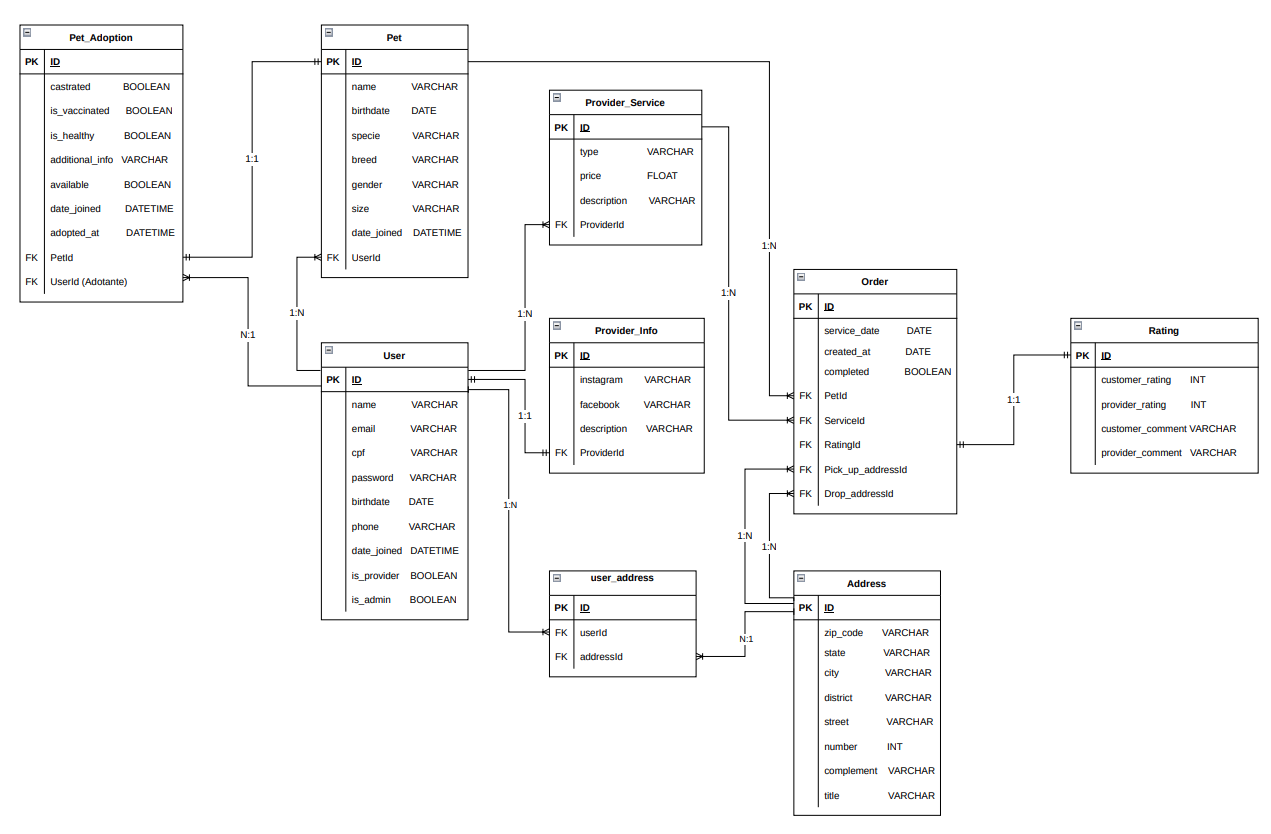 Pet_Adoption
PK ID
castrated BOOLEAN
is_vaccinated BOOLEAN
is_healthy BOOLEAN
additional_info VARCHAR
available BOOLEAN
date_joined DATETIME
adopted_at DATETIME
FK PetId
FK UserId (Adotante)
1:1
N:1
Pet
PK ID
name VARCHAR
birthdate DATE
specie VARCHAR
breed VARCHAR
gender VARCHAR
size VARCHAR
date_joined DATETIME
FK UserId
1:N
User
PK ID
name VARCHAR
email VARCHAR
cpf VARCHAR
password VARCHAR
birthdate DATE
phone VARCHAR
date_joined DATETIME
is_provider BOOLEAN
is_admin BOOLEAN
1:N
1:1
1:N
Provider_Service
PK ID
type VARCHAR
price FLOAT
description VARCHAR
FK ProviderId
Provider_Info
PK ID
instagram VARCHAR
facebook VARCHAR
description VARCHAR
FK ProviderId
user_address
PK ID
FK userId
FK addressId
1:N
1:N
1:N
1:N
N:1
Order
PK ID
service_date DATE
created_at DATE
completed BOOLEAN
FK PetId
FK ServiceId
FK RatingId
FK Pick_up_addressId
FK Drop_addressId
Address
PK ID
zip_code VARCHAR
state VARCHAR
city VARCHAR
district VARCHAR
street VARCHAR
number INT
complement VARCHAR
title VARCHAR
1:1
Rating
PK ID
customer_rating INT
provider_rating INT
customer_comment VARCHAR
provider_comment VARCHAR